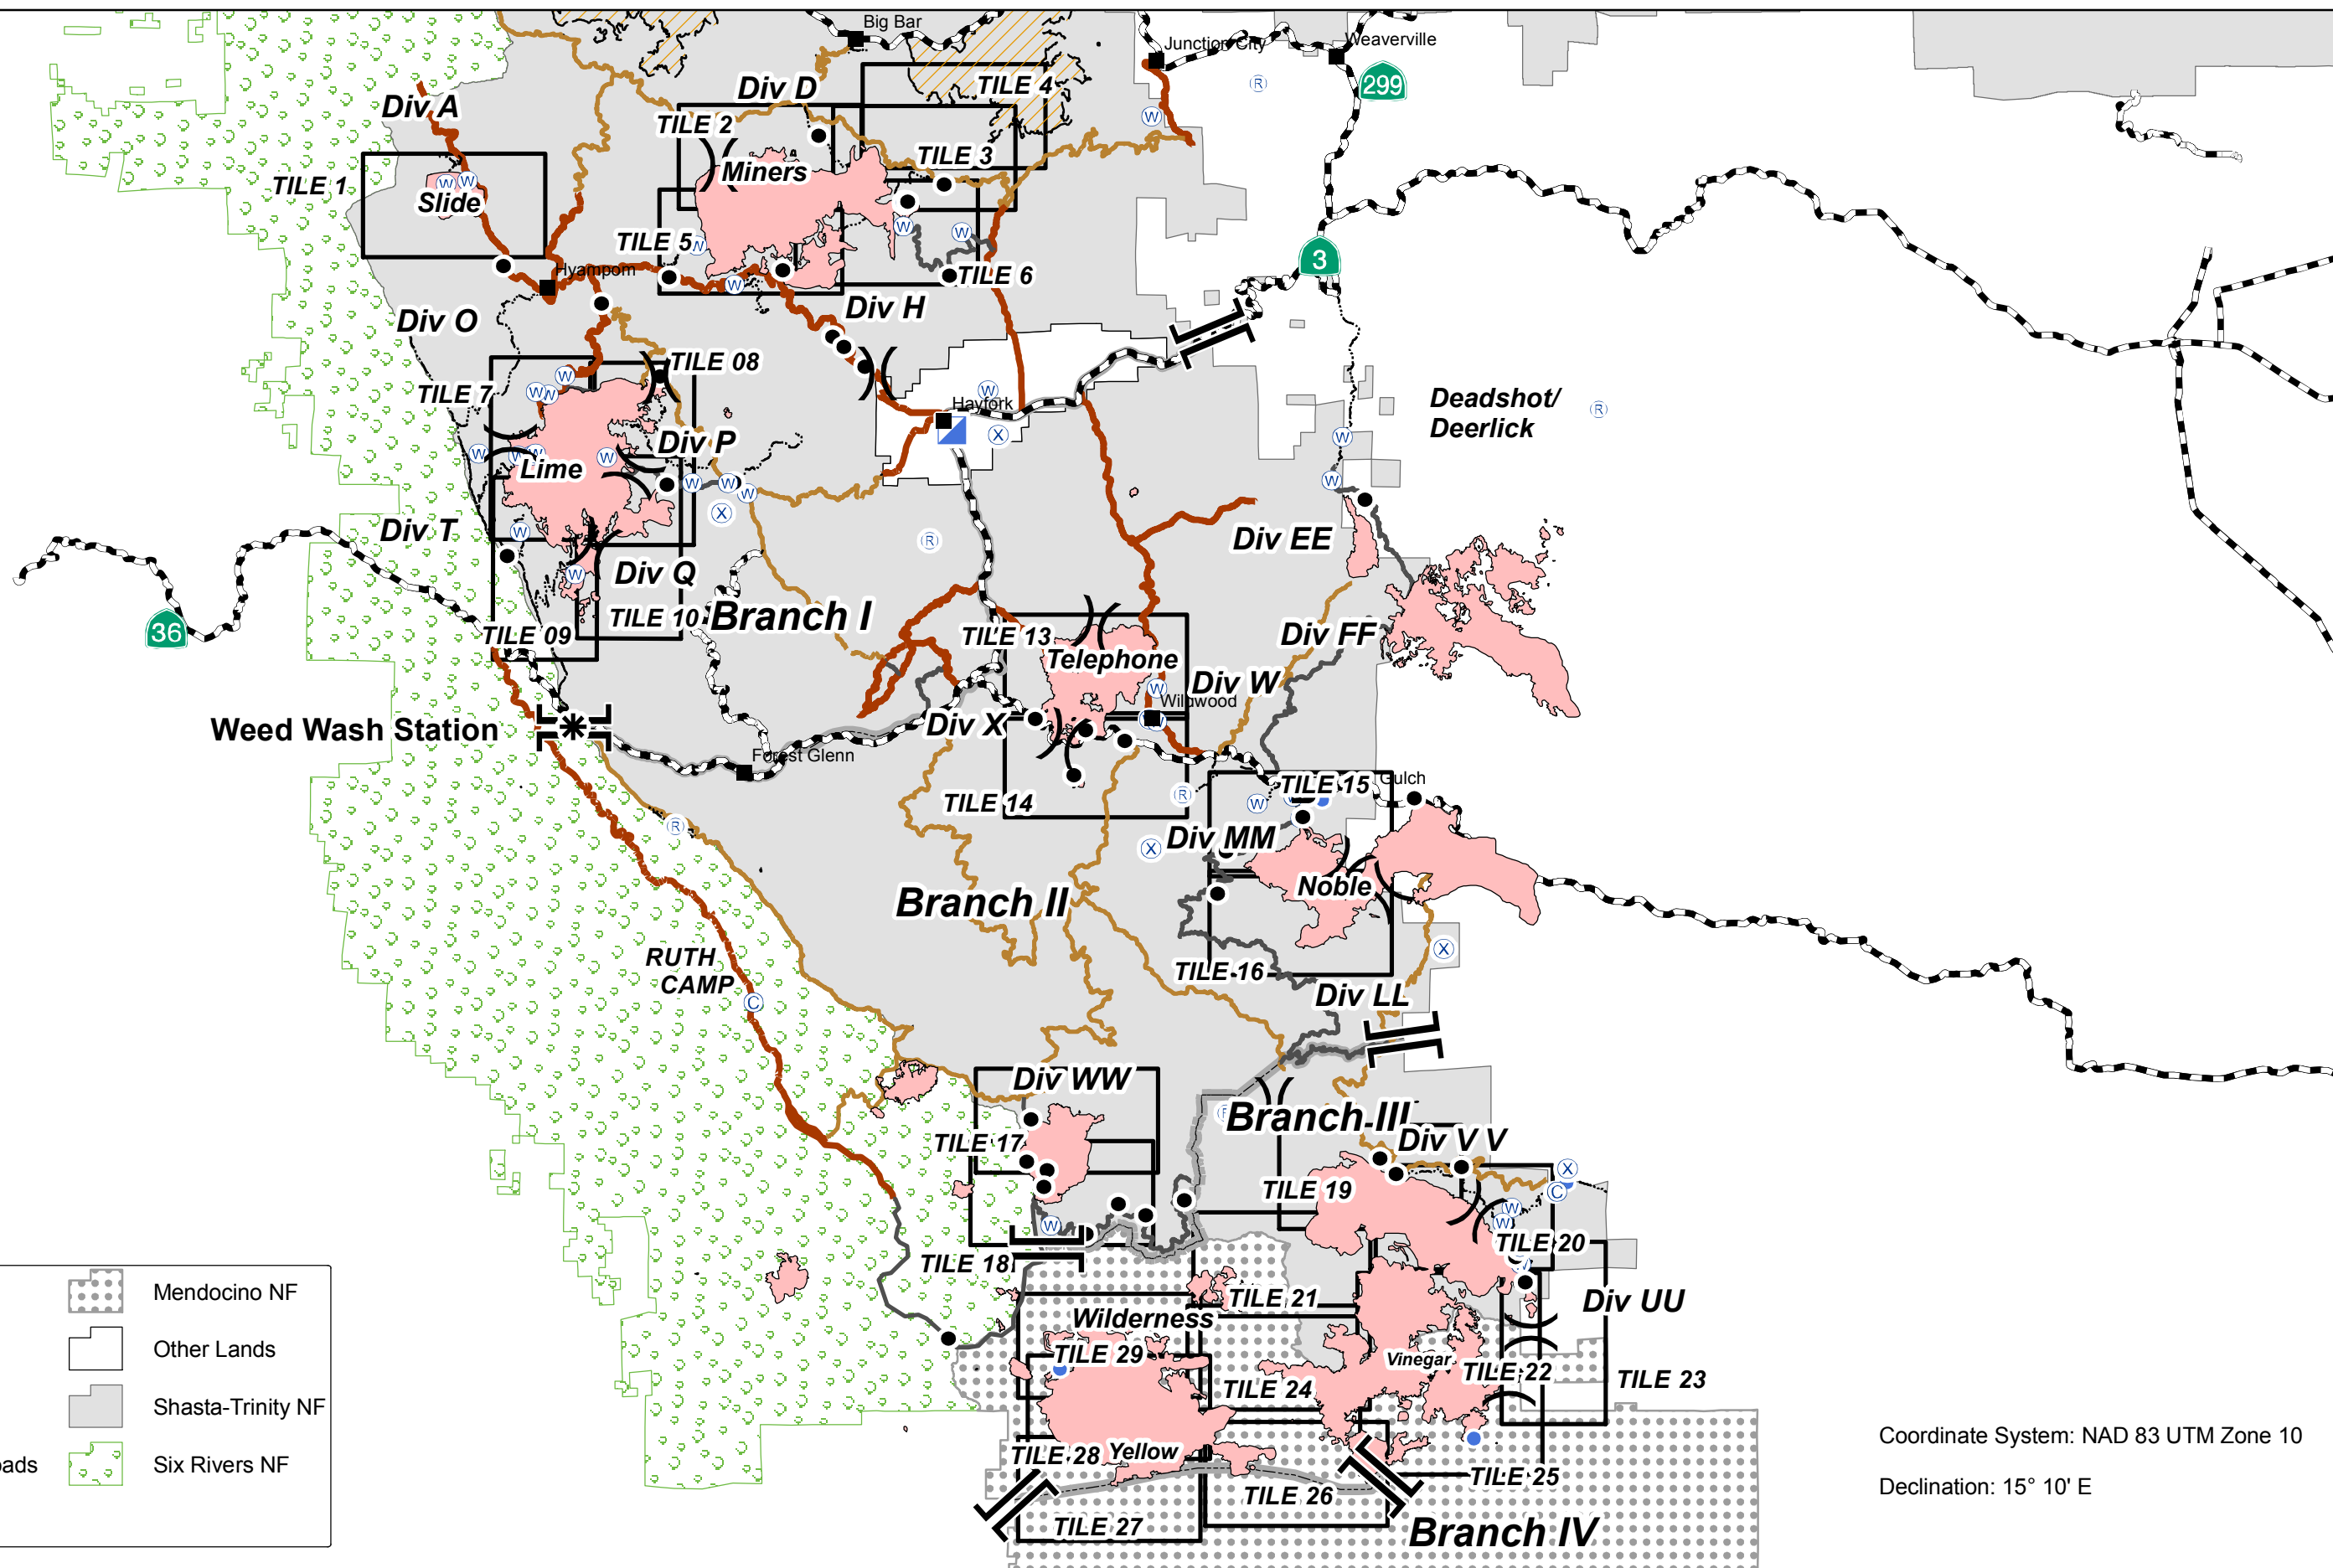 Big Bar
Junction City
Weaverville
299
Div A
Div D
TILE 4
TILE 2
TILE 3
Miners
TILE 1
Slide
W
W
W
R
TILE 5
W
W
W
3
Hyampom
TILE 6
W
Div H
Div O
TILE 08
TILE 7
W
W
W
W
Hayfork
X
Deadshot/
Deerlick
R
W
Div P
W
W
W
Lime
W
W
W
W
X
W
Div T
W
R
Div EE
Div Q
W
TILE 10
Branch I
36
TILE 09
TILE 13
Telephone
Div FF
Div W
W
Wildwood
W
Weed Wash Station
Div X
Forest Glenn
TILE 14
R
TILE 15
Gulch
W
R
X
Div MM
Noble
Branch II
RUTH
CAMP
C
X
TILE 16
Div LL
Div WW
Branch III
TILE 17
Div V V
X
C
TILE 19
W
W
W
TILE 20
TILE 18
Mendocino NF
TILE 21
Div UU
Wilderness
Other Lands
TILE 29
Vinegar
TILE 22
TILE 23
TILE 24
Shasta-Trinity NF
Coordinate System: NAD 83 UTM Zone 10
TILE 28
Yellow
Six Rivers NF
TILE 25
Declination: 15° 10' E
TILE 26
TILE 27
Branch IV